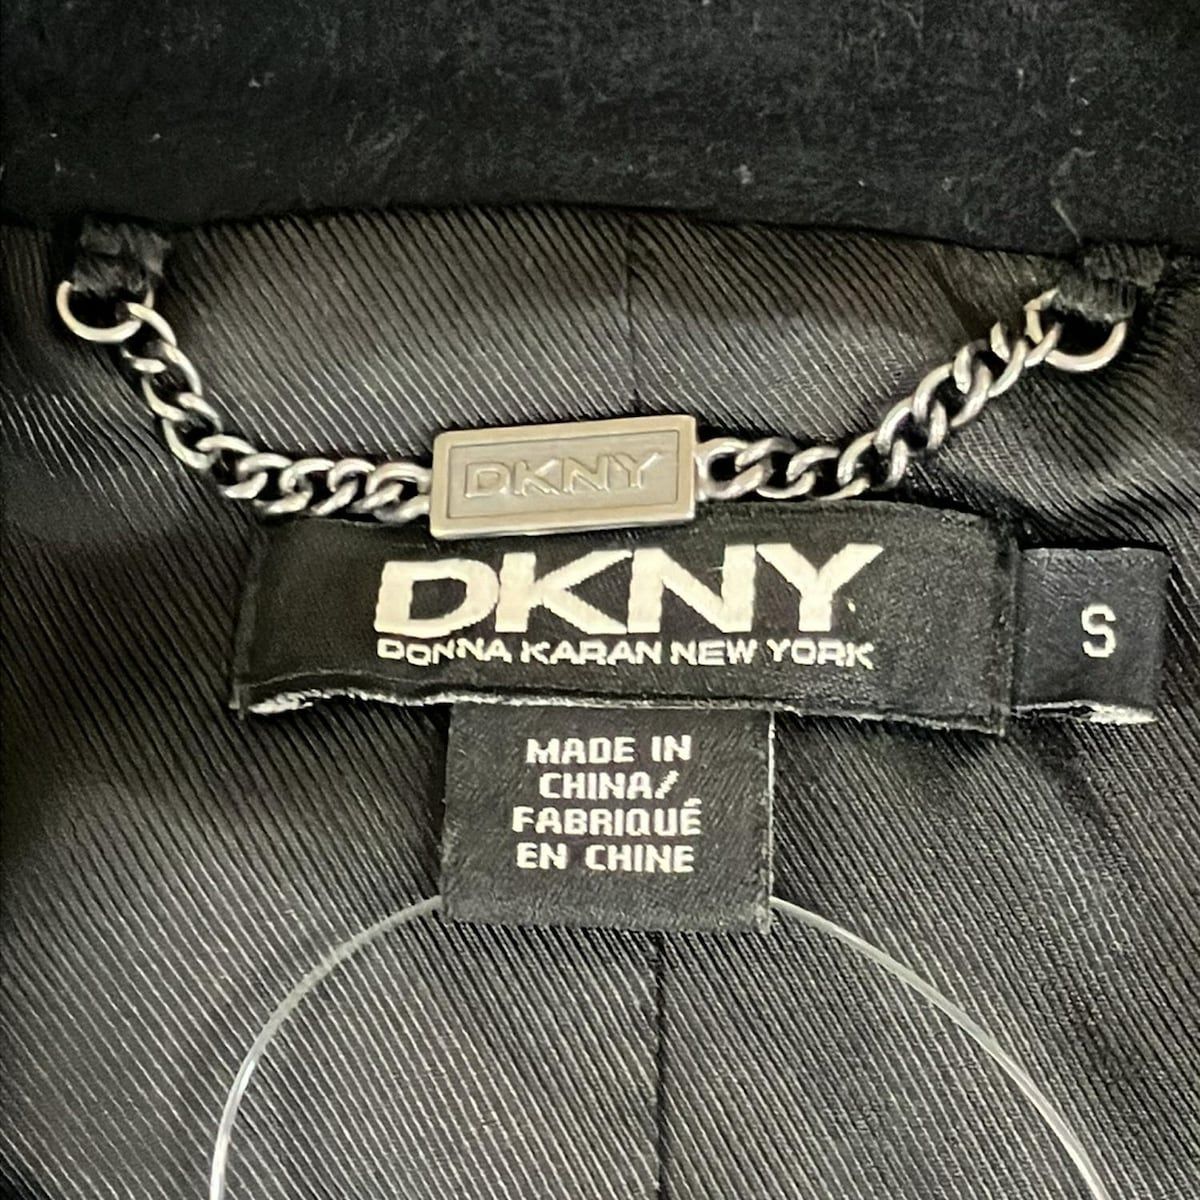 DKNY
DKNY
DONNA KARAN NEW YORK
S
MADE IN
CHINA/
FABRIQUÉ
EN CHINE